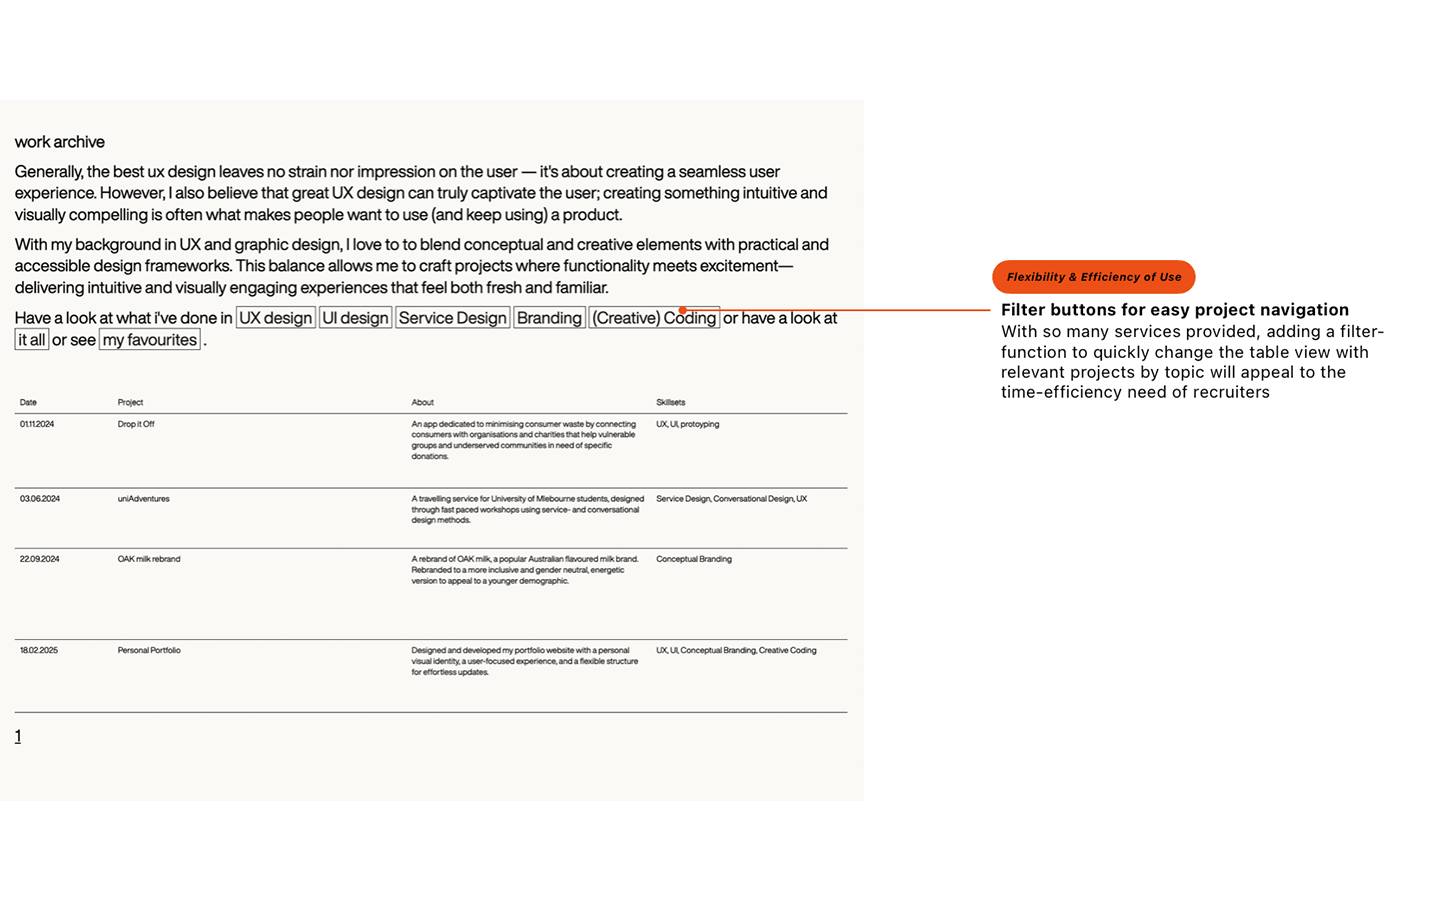 work archive
Generally, the best ux design leaves no strain nor impression on the user — it's about creating a seamless user
experience. However, I also believe that great UX design can truly captivate the user; creating something intuitive and
visually compelling is often what makes people want to use (and keep using) a product.
With my background in UX and graphic design, I love to to blend conceptual and creative elements with practical and
accessible design frameworks. This balance allows me to craft projects where functionality meets excitement—
delivering intuitive and visually engaging experiences that feel both fresh and familiar.
Have a look at what i've done in UX design UI design Service Design Branding (Creative) Coding or have a look at
it all or see my favourites .
Date Project About Skillsets
01.11.2024 Drop it Off An app dedicated to minimising consumer waste by connecting UX, UI, protoyping
consumers with organisations and charities that help vulnerable
groups and underserved communities in need of specific
donations.
03.06.2024 uniAdventures A travelling service for University of Mlebourne students, designed Service Design, Conversational Design, UX
through fast paced workshops using service- and conversational
design methods.
22.09.2024 OAK milk rebrand A rebrand of OAK milk, a popular Australian flavoured milk brand. Conceptual Branding
Rebranded to a more inclusive and gender neutral, energetic
version to appeal to a younger demographic.
18.02.2025 Personal Portfolio Designed and developed my portfolio website with a personal UX, UI, Conceptual Branding, Creative Coding
visual identity, a user-focused experience, and a flexible structure
for effortless updates.
1
Flexibility & Efficiency of Use
Filter buttons for easy project navigation
With so many services provided, adding a filter-
function to quickly change the table view with
relevant projects by topic will appeal to the
time-efficiency need of recruiters